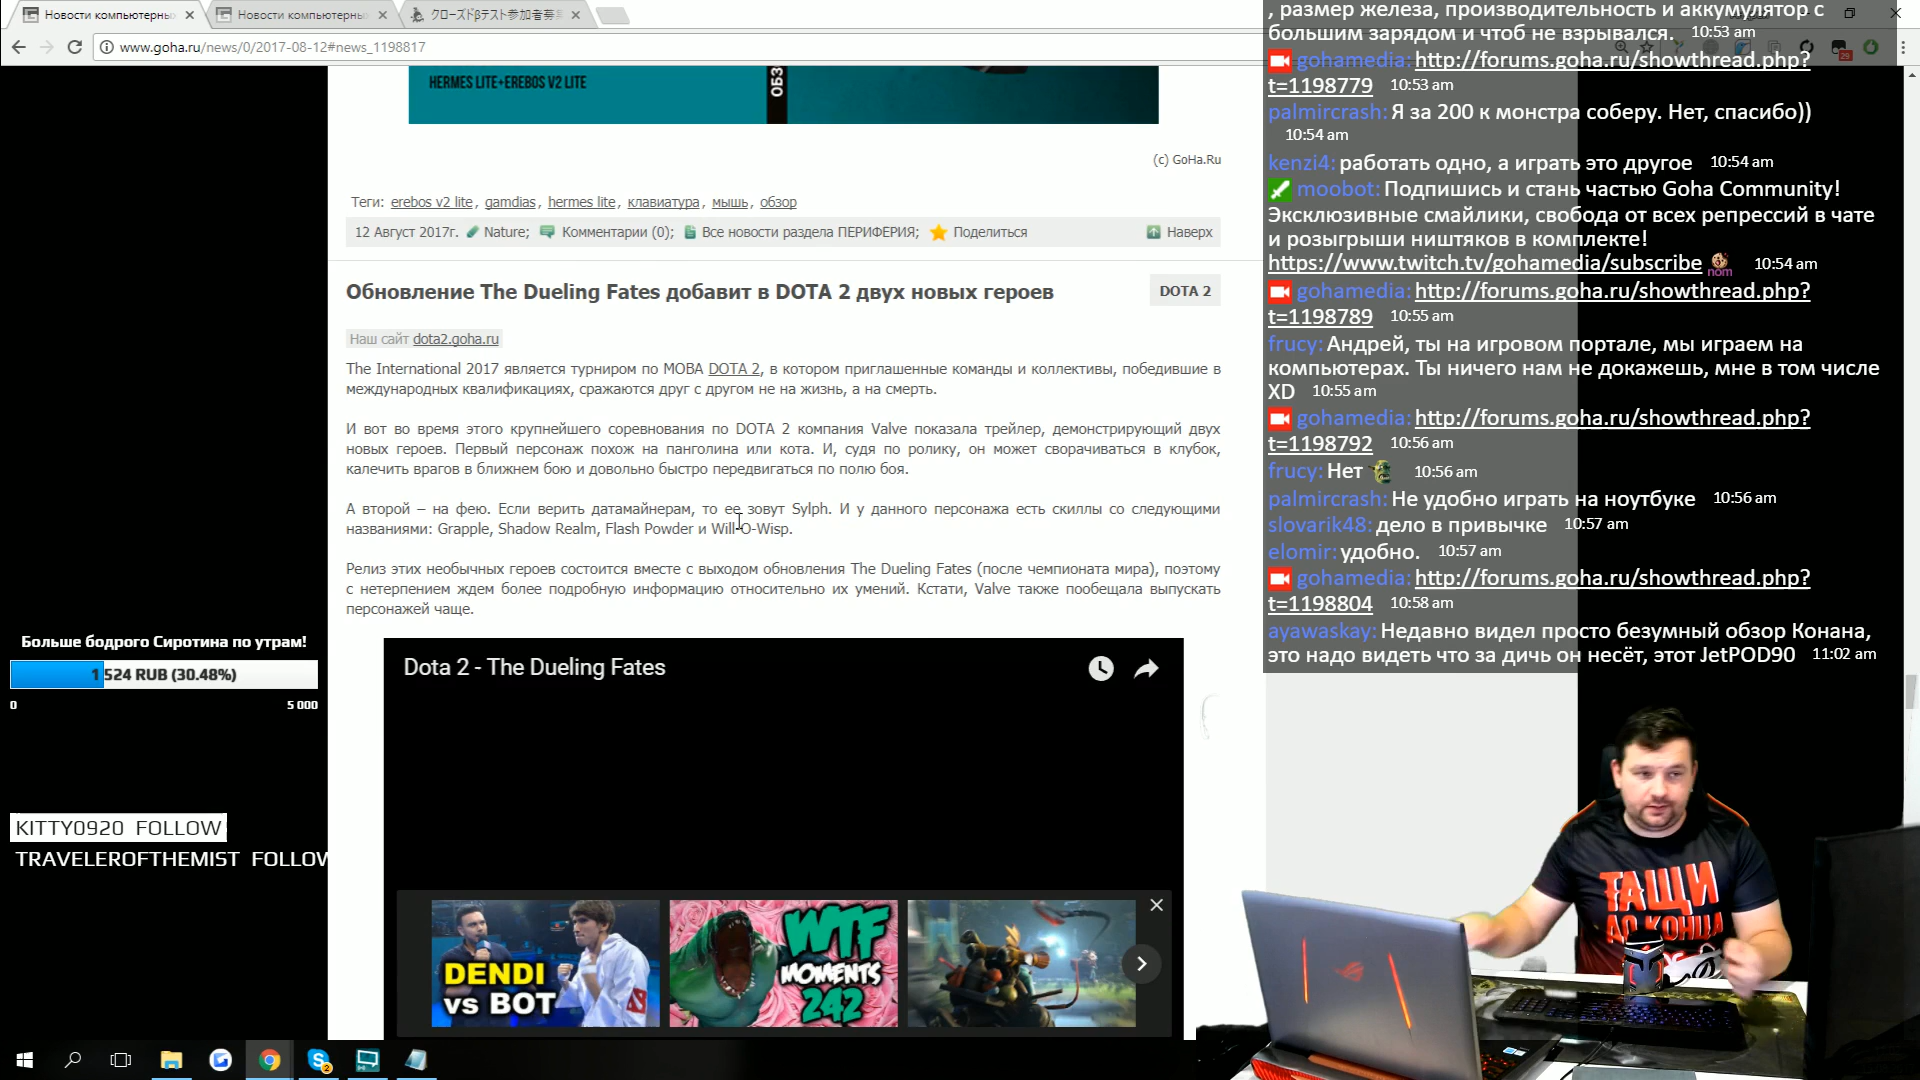 Новости компьютерны
Новости компьютерны
クローズドβテスト参加者募集
www.goha.ru/news/0/2017-08-12#news_1198817
HERMES LITE+EREBOS V2 LITE
ОБЗ
(c) GoHa.Ru
Теги: erebos v2 lite, gamdias, hermes lite, клавиатура, мышь, обзор
12 Август 2017г. Nature; Комментарии (0); Все новости раздела ПЕРИФЕРИЯ; Поделиться Наверх
Обновление The Dueling Fates добавит в DOTA 2 двух новых героев
DOTA 2
Наш сайт dota2.goha.ru
The International 2017 является турниром по MOBA DOTA 2, в котором приглашенные команды и коллективы, победившие в
международных квалификациях, сражаются друг с другом не на жизнь, а на смерть.
И вот во время этого крупнейшего соревнования по DOTA 2 компания Valve показала трейлер, демонстрирующий двух
новых героев. Первый персонаж похож на панголина или кота. И, судя по ролику, он может сворачиваться в клубок,
калечить врагов в ближнем бою и довольно быстро передвигаться по полю боя.
А второй – на фею. Если верить датамайнерам, то ее зовут Sylph. И у данного персонажа есть скиллы со следующими
названиями: Grapple, Shadow Realm, Flash Powder и Will-O-Wisp.
Релиз этих необычных героев состоится вместе с выходом обновления The Dueling Fates (после чемпионата мира), поэтому
с нетерпением ждем более подробную информацию относительно их умений. Кстати, Valve также пообещала выпускать
персонажей чаще.
Dota 2 - The Dueling Fates
DENDI
vs BOT
WTF
MOMENTS
242
Больше бодрого Сиротина по утрам!
1 524 RUB (30.48%)
0
5 000
KITTY0920 FOLLOW
TRAVELEROFTHEMIST FOLLOW
, размер железа, производительность и аккумулятор с
большим зарядом и чтоб не взрывался. 10:53 am
gohamedia: http://forums.goha.ru/showthread.php?
t=1198779 10:53 am
palmircrash: Я за 200 к монстра соберу. Нет, спасибо))
10:54 am
kenzi4: работать одно, а играть это другое 10:54 am
moobot: Подпишись и стань частью Goha Community!
Эксклюзивные смайлики, свобода от всех репрессий в чате
и розыгрыши ништяков в комплекте!
https://www.twitch.tv/gohamedia/subscribe nom 10:54 am
gohamedia: http://forums.goha.ru/showthread.php?
t=1198789 10:55 am
frucy: Андрей, ты на игровом портале, мы играем на
компьютерах. Ты ничего нам не докажешь, мне в том числе
XD 10:55 am
gohamedia: http://forums.goha.ru/showthread.php?
t=1198792 10:56 am
frucy: Нет 10:56 am
palmircrash: Не удобно играть на ноутбуке 10:56 am
slovarik48: дело в привычке 10:57 am
elomir: удобно. 10:57 am
gohamedia: http://forums.goha.ru/showthread.php?
t=1198804 10:58 am
ayawaskay: Недавно видел просто безумный обзор Конана,
это надо видеть что за дичь он несёт, этот JetPOD90 11:02 am
ТАЩИ
ДО КОНЦА